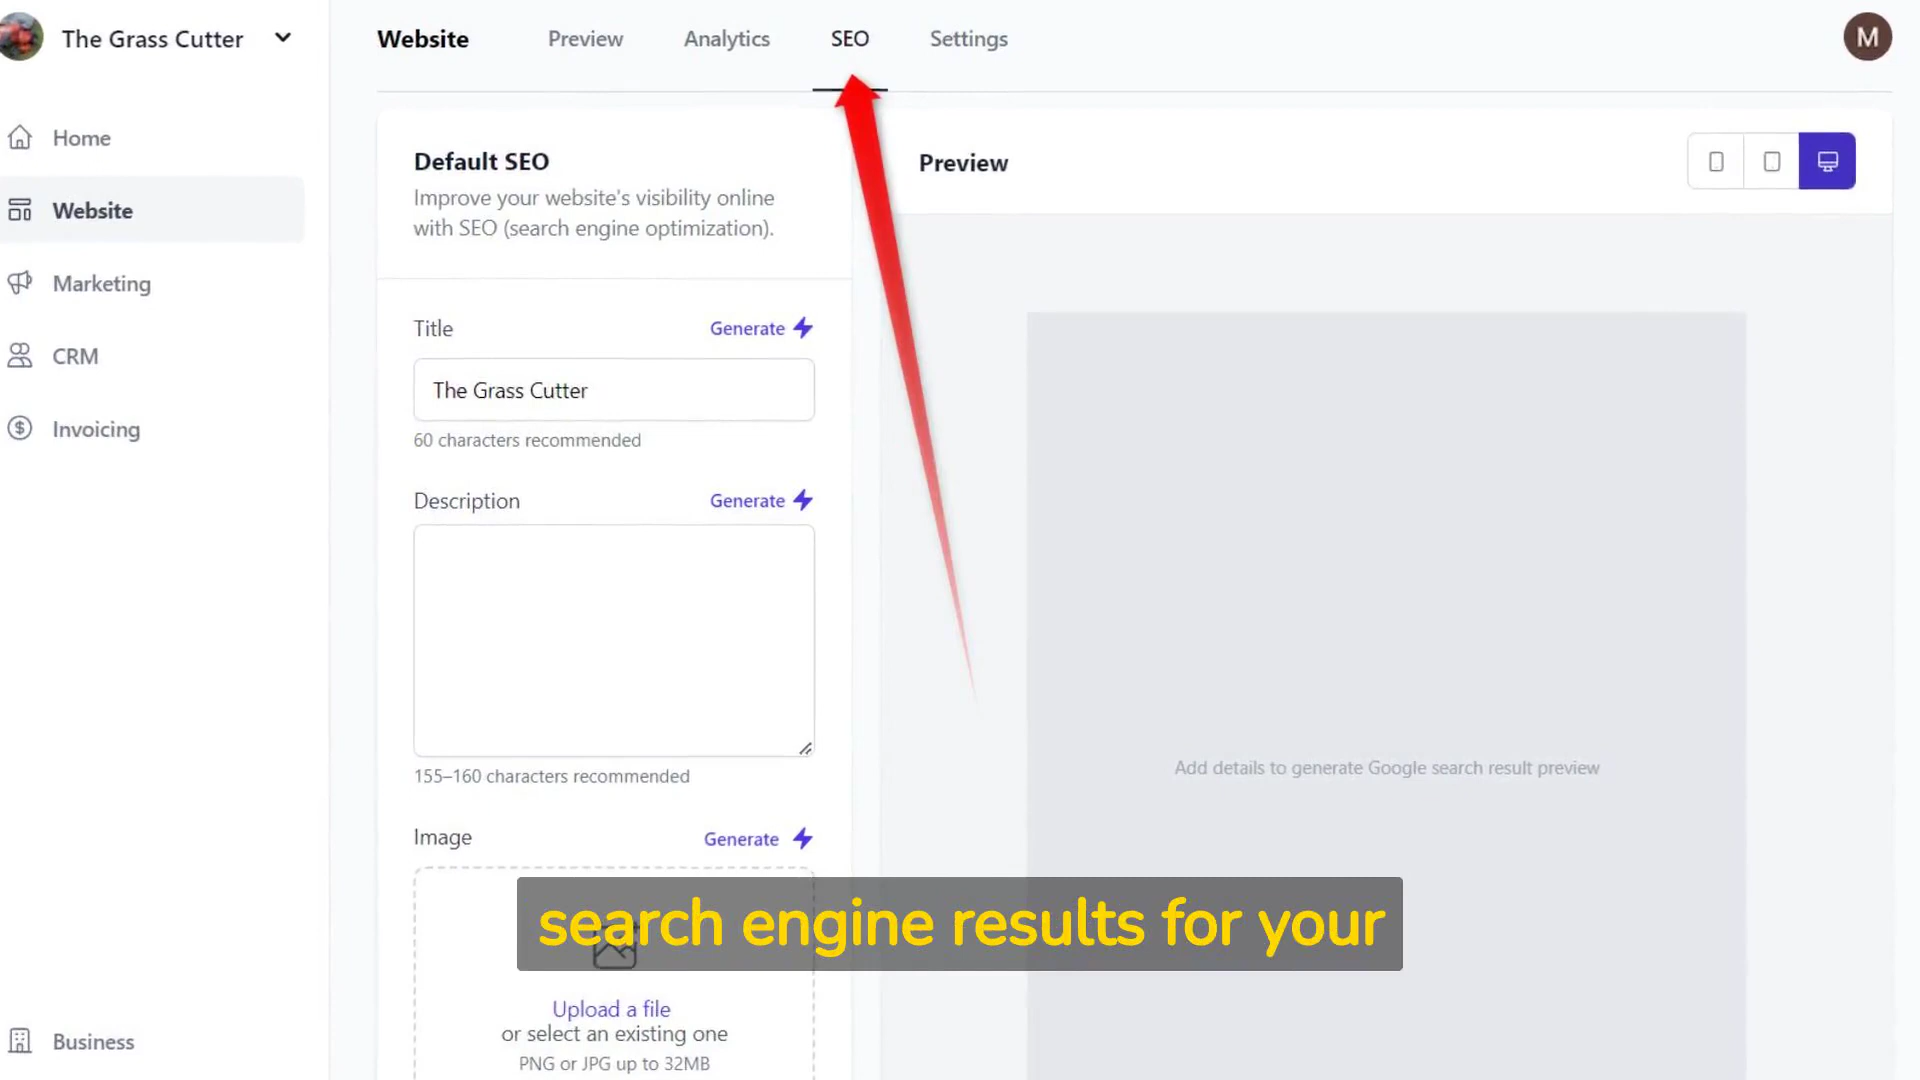 The Grass Cutter
Website
Preview
Analytics
SEO
Settings
M
Home
Website
Marketing
CRM
Invoicing
Business
Default SEO
Improve your website's visibility online
with SEO (search engine optimization).
Title
Generate
The Grass Cutter
60 characters recommended
Description
Generate
155–160 characters recommended
Image
Generate
Upload a file
or select an existing one
PNG or JPG up to 32MB
Preview
Add details to generate Google search result preview
search engine results for your